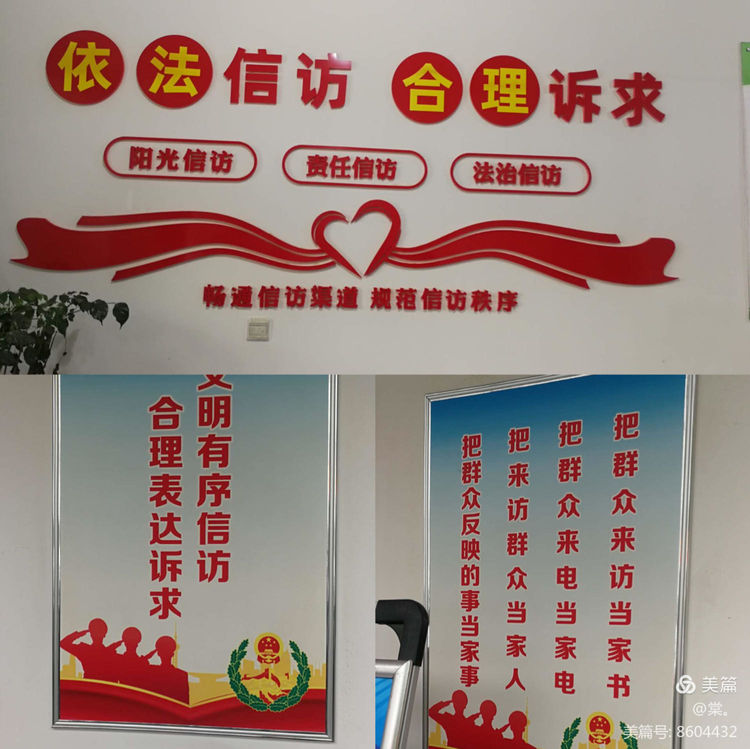 依法信访 合理诉求
阳光信访
责任信访
法治信访
畅通信访渠道 规范信访秩序
文明有序信访
合理表达诉求
把群众来访当家书
把群众来电当家电
把来访群众当家人
把群众反映的事当家事
美篇
@棠。
美篇号: 8604432